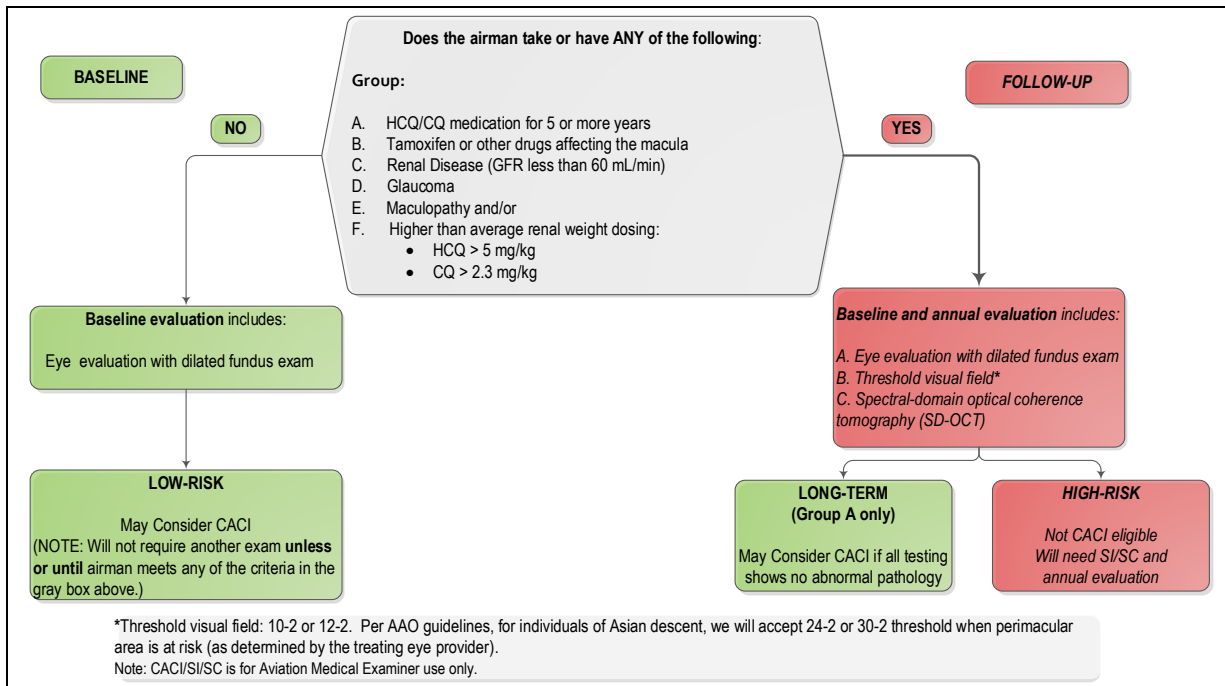 Does the airman take or have ANY of the following:
BASELINE
FOLLOW-UP
Group:
NO
YES
A. HCQ/CQ medication for 5 or more years
B. Tamoxifen or other drugs affecting the macula
C. Renal Disease (GFR less than 60 mL/min)
D. Glaucoma
E. Maculopathy and/or
F. Higher than average renal weight dosing:
• HCQ > 5 mg/kg
• CQ > 2.3 mg/kg
Baseline evaluation includes:
Eye evaluation with dilated fundus exam
Baseline and annual evaluation includes:
A. Eye evaluation with dilated fundus exam
B. Threshold visual field*
C. Spectral-domain optical coherence
tomography (SD-OCT)
LOW-RISK
May Consider CACI
(NOTE: Will not require another exam unless
or until airman meets any of the criteria in the
gray box above.)
LONG-TERM
(Group A only)
May Consider CACI if all testing
shows no abnormal pathology
HIGH-RISK
Not CACI eligible
Will need SI/SC and
annual evaluation
*Threshold visual field: 10-2 or 12-2. Per AAO guidelines, for individuals of Asian descent, we will accept 24-2 or 30-2 threshold when perimacular
area is at risk (as determined by the treating eye provider).
Note: CACI/SI/SC is for Aviation Medical Examiner use only.